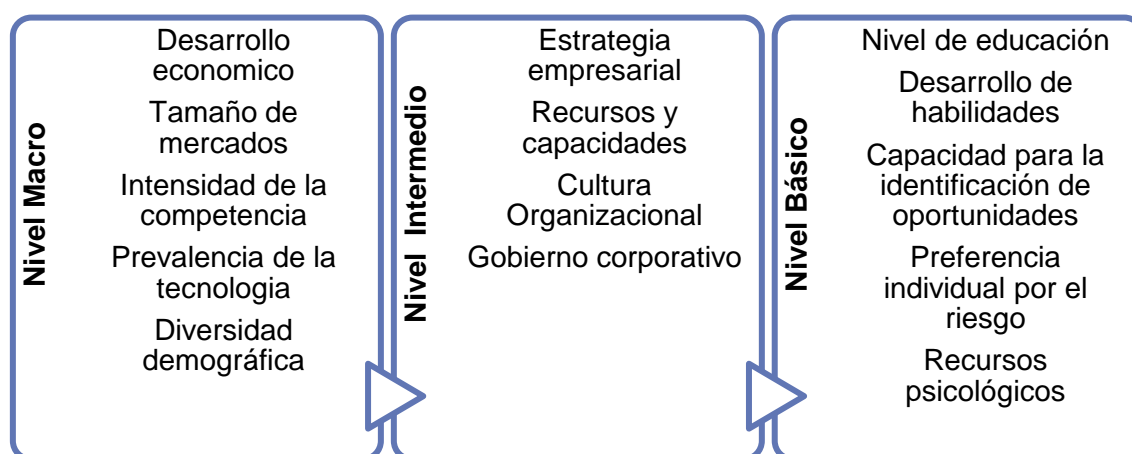 Nivel Macro
Desarrollo
economico
Tamaño de
mercados
Intensidad de la
competencia
Prevalencia de la
tecnologia
Diversidad
demográfica
Nivel Intermedio
Estrategia
empresarial
Recursos y
capacidades
Cultura
Organizacional
Gobierno corporativo
Nivel Básico
Nivel de educación
Desarrollo de
habilidades
Capacidad para la
identificación de
oportunidades
Preferencia
individual por el
riesgo
Recursos
psicológicos